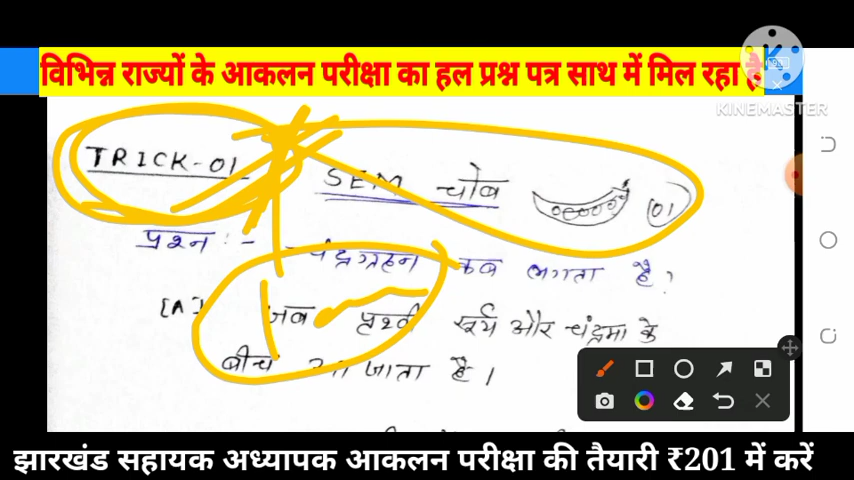 विभिन्न राज्यों के आकलन परीक्षा का हल प्रश्न पत्र साथ में मिल रहा है
KINEMASTER
TRICK-01
SEM चोब
01
प्रश्न :- चंद्रग्रहन कब लगता है ?
[A] जब पृथ्वी सूर्य और चंद्रमा के
बीच आ जाता है ।
झारखंड सहायक अध्यापक आकलन परीक्षा की तैयारी ₹201 में करें